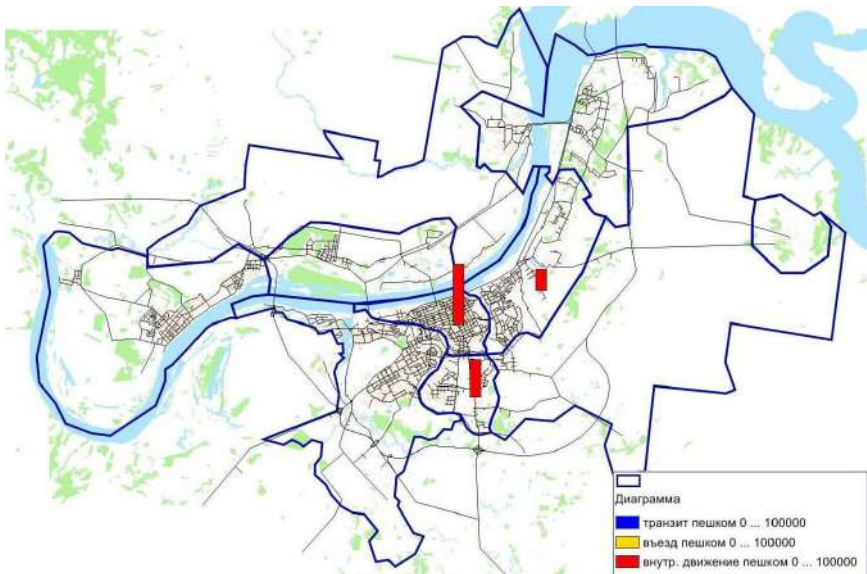 Диаграмма
транзит пешком 0 ... 100000
въезд пешком 0 ... 100000
внутр. движение пешком 0 ... 100000